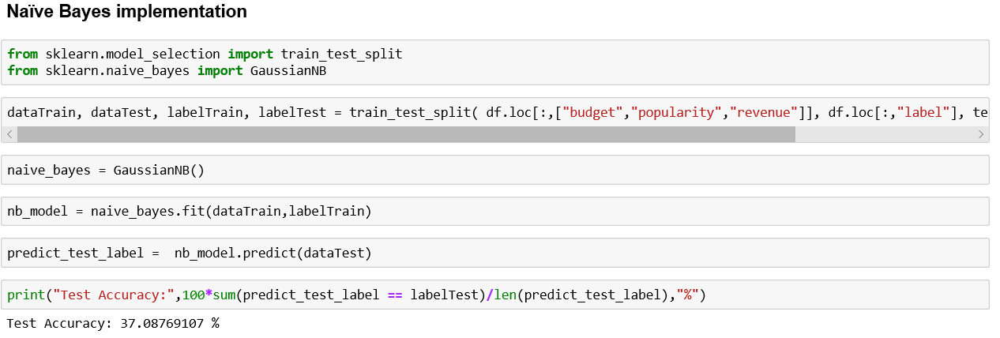 Naïve Bayes implementation
from sklearn.model_selection import train_test_split
from sklearn.naive_bayes import GaussianNB
dataTrain, dataTest, labelTrain, labelTest = train_test_split( df.loc[:,["budget","popularity","revenue"]], df.loc[:,"label"], te
naive_bayes = GaussianNB()
nb_model = naive_bayes.fit(dataTrain,labelTrain)
predict_test_label =  nb_model.predict(dataTest)
print("Test Accuracy:",100*sum(predict_test_label == labelTest)/len(predict_test_label),"%")
Test Accuracy: 37.08769107 %